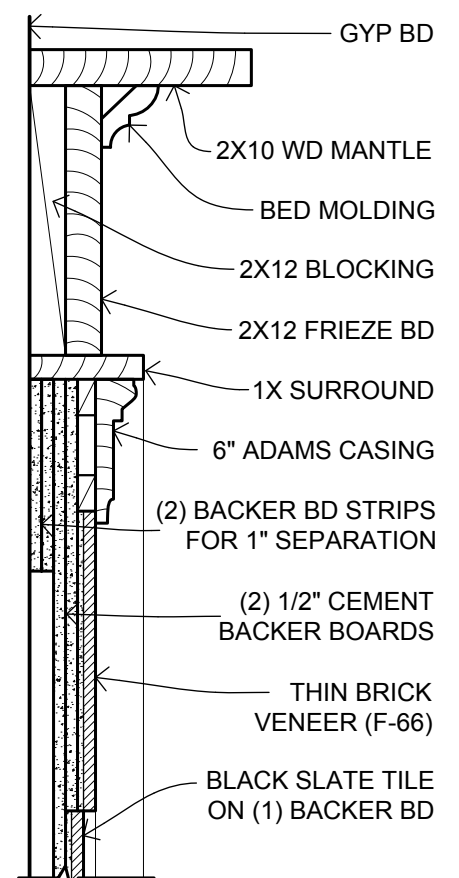 GYP BD
2X10 WD MANTLE
BED MOLDING
2X12 BLOCKING
2X12 FRIEZE BD
1X SURROUND
6" ADAMS CASING
(2) BACKER BD STRIPS
FOR 1" SEPARATION
(2) 1/2" CEMENT
BACKER BOARDS
THIN BRICK
VENEER (F-66)
BLACK SLATE TILE
ON (1) BACKER BD